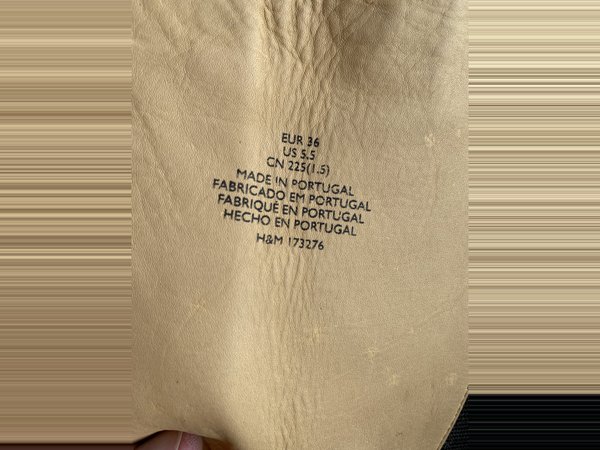 EUR 36
US 5.5
CN 225(1.5)
MADE IN PORTUGAL
FABRICADO EM PORTUGAL
FABRIQUÉ EN PORTUGAL
HECHO EN PORTUGAL
H&M 173276